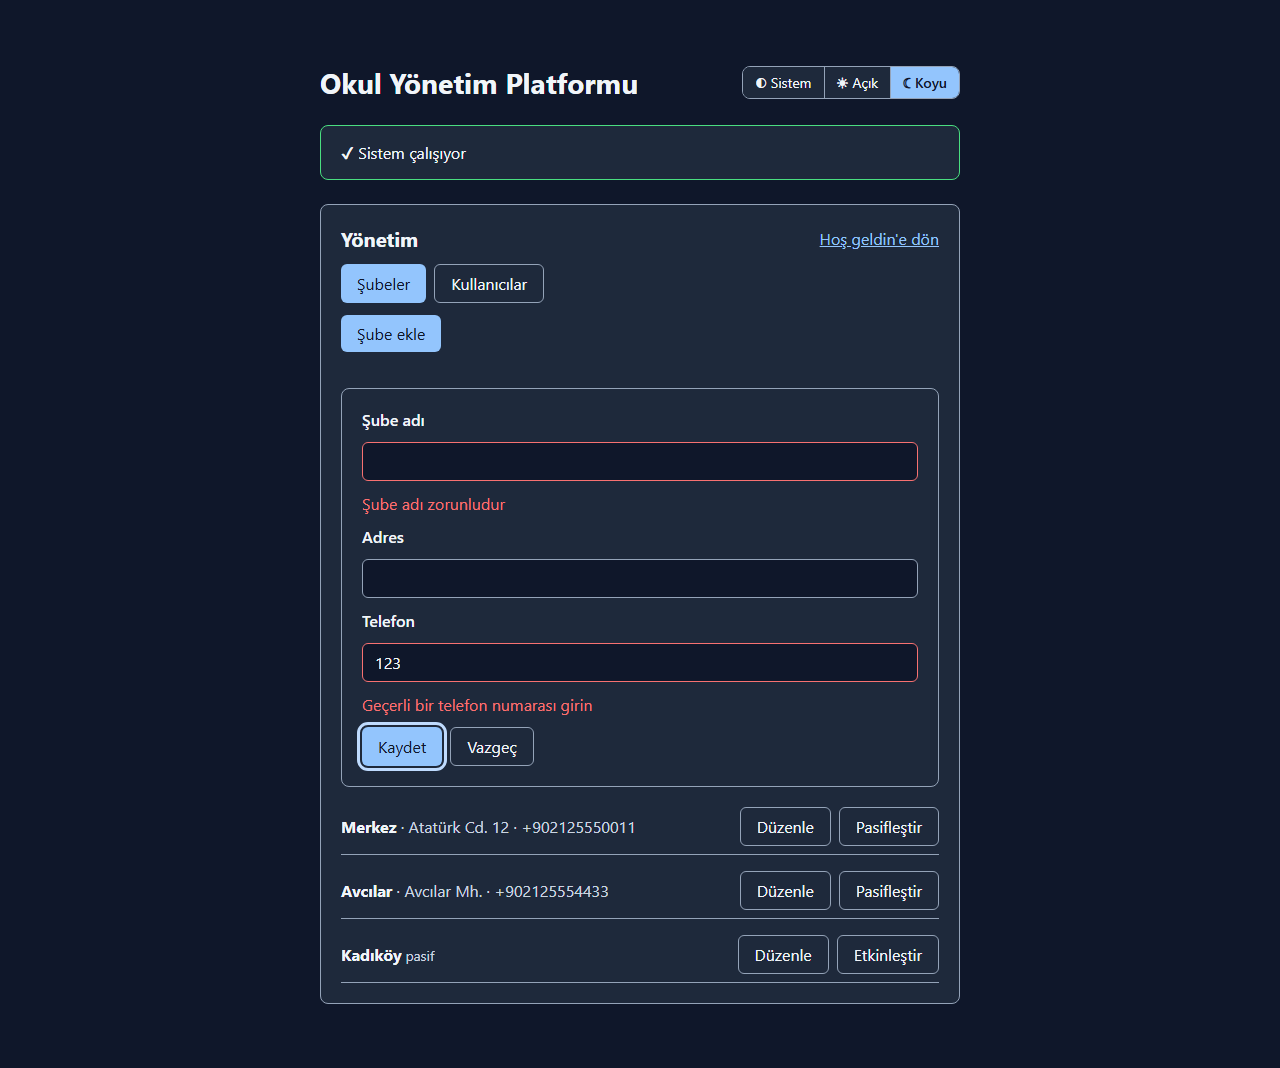 Okul Yönetim Platformu
Sistem Açık Koyu
✓ Sistem çalışıyor
Yönetim Hoş geldin'e dön
Şubeler Kullanıcılar
Şube ekle
Şube adı
Şube adı zorunludur
Adres
Telefon
123
Geçerli bir telefon numarası girin
Kaydet Vazgeç
Merkez · Atatürk Cd. 12 · +902125550011 Düzenle Pasifleştir
Avcılar · Avcılar Mh. · +902125554433 Düzenle Pasifleştir
Kadıköy pasif Düzenle Etkinleştir